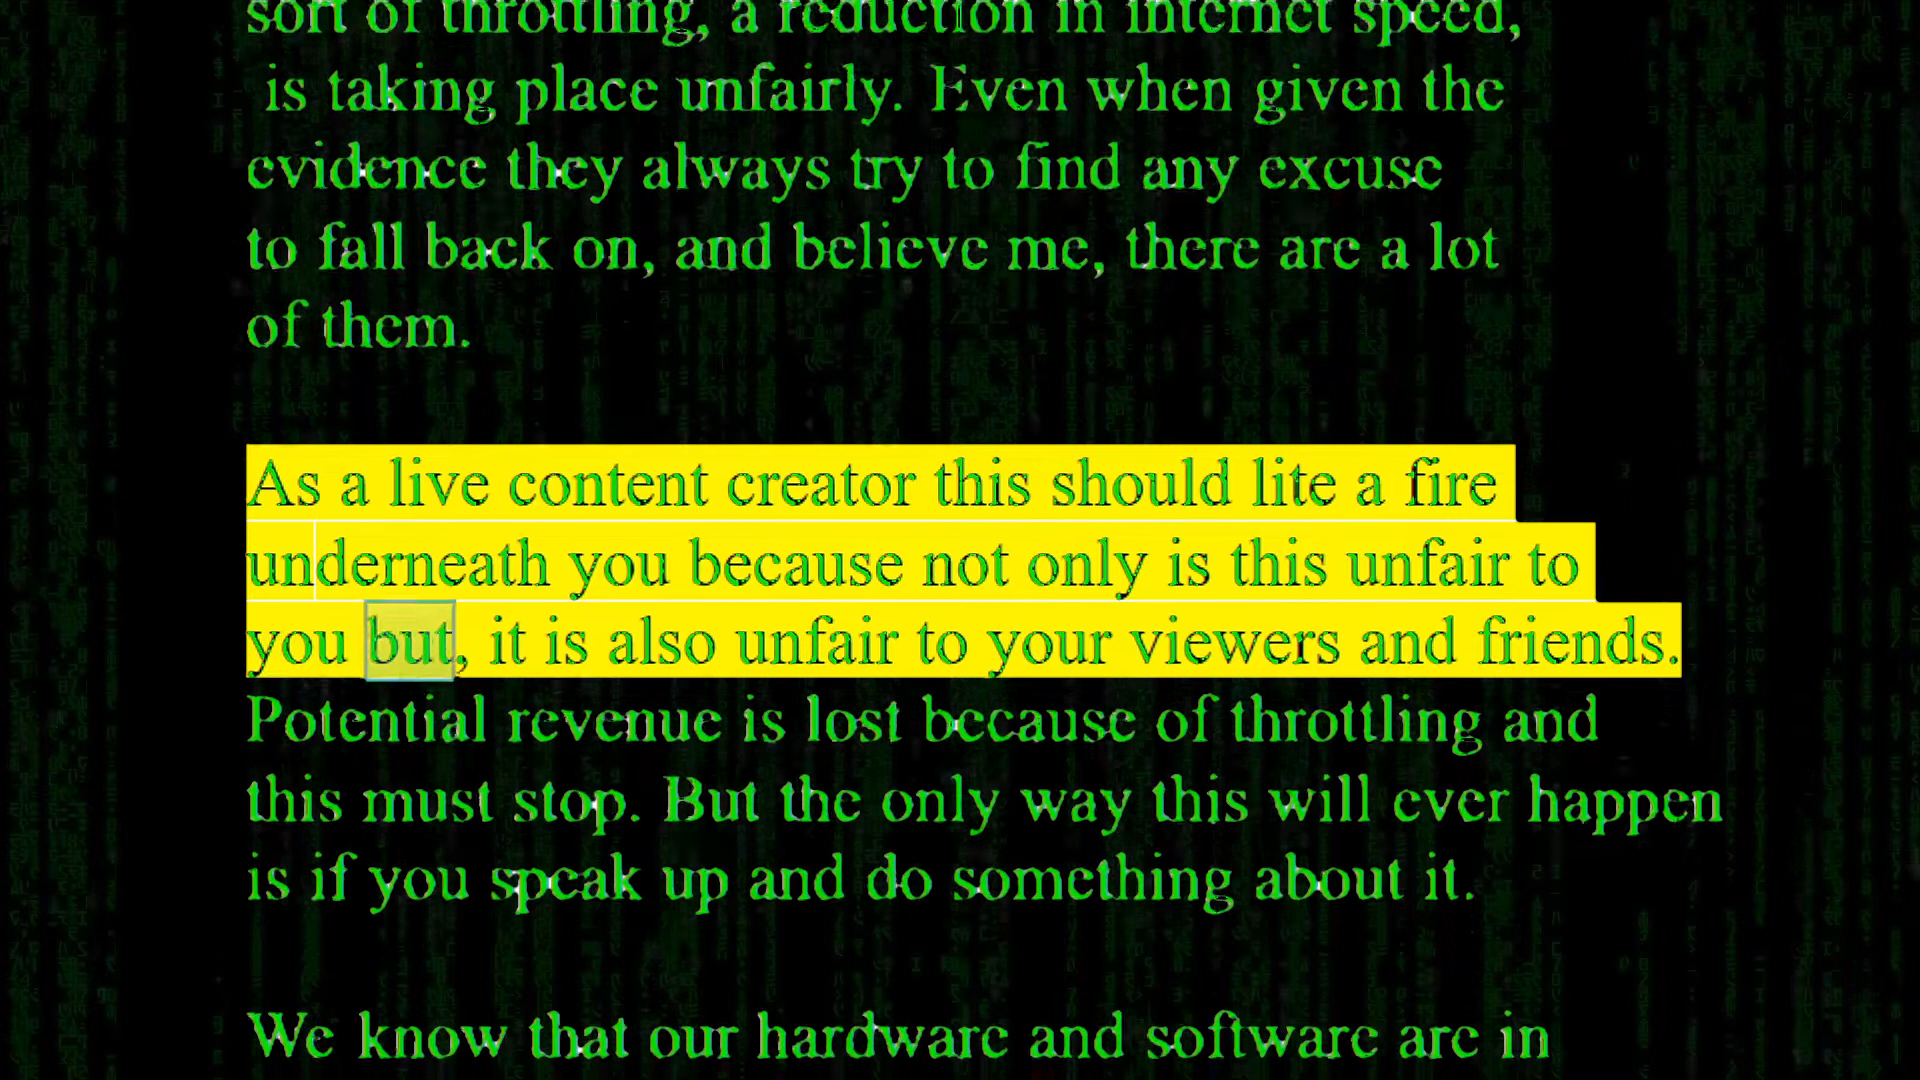 sort of throttling, a reduction in internet speed,
is taking place unfairly. Even when given the
evidence they always try to find any excuse
to fall back on, and believe me, there are a lot
of them.
As a live content creator this should lite a fire
underneath you because not only is this unfair to
you but, it is also unfair to your viewers and friends.
Potential revenue is lost because of throttling and
this must stop. But the only way this will ever happen
is if you speak up and do something about it.
We know that our hardware and software are in